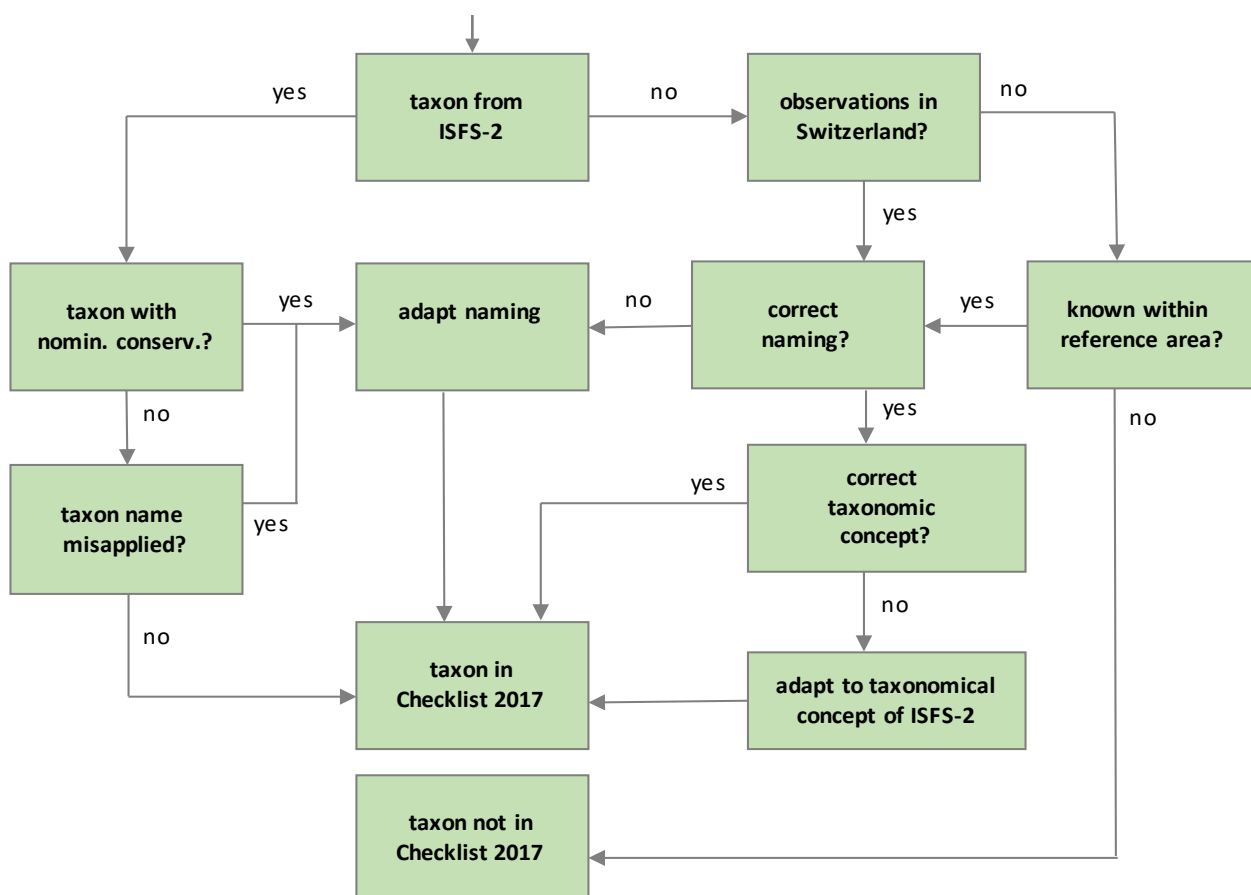 yes
taxon from
ISFS-2
no
observations in
Switzerland?
no
yes
taxon with
nomin. conserv.?
yes
adapt naming
no
correct
naming?
yes
known within
reference area?
no
yes
no
taxon name
misapplied?
yes
yes
correct
taxonomic
concept?
no
no
taxon in
Checklist 2017
adapt to taxonomical
concept of ISFS-2
taxon not in
Checklist 2017